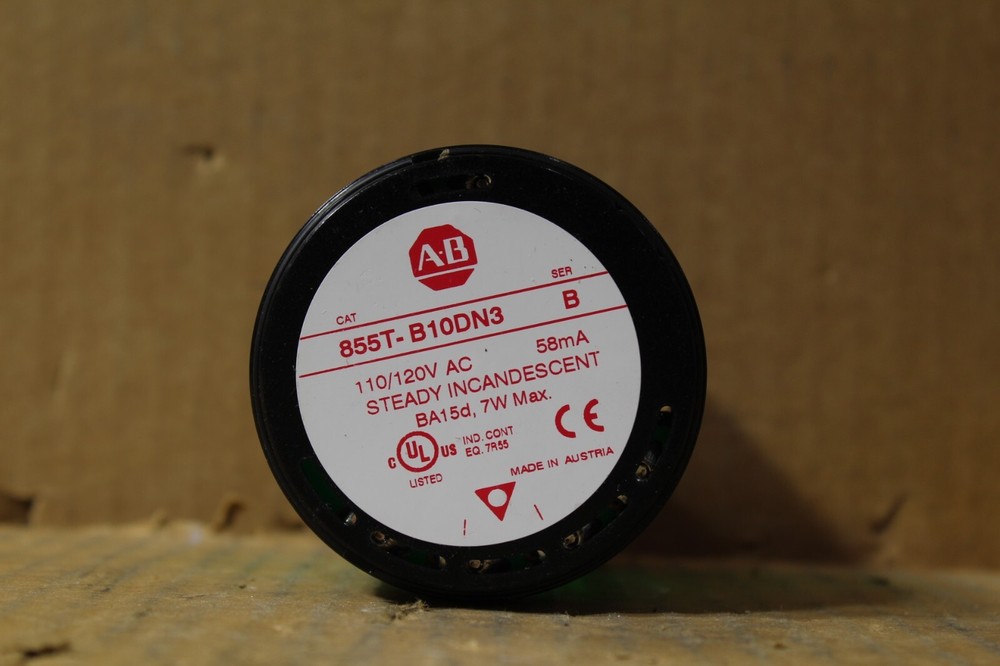 A-B
CAT SER
855T- B10DN3 B
110/120V AC 58mA
STEADY INCANDESCENT
BA15d, 7W Max.
C UL US IND. CONT CE
EQ. 7R55
LISTED MADE IN AUSTRIA